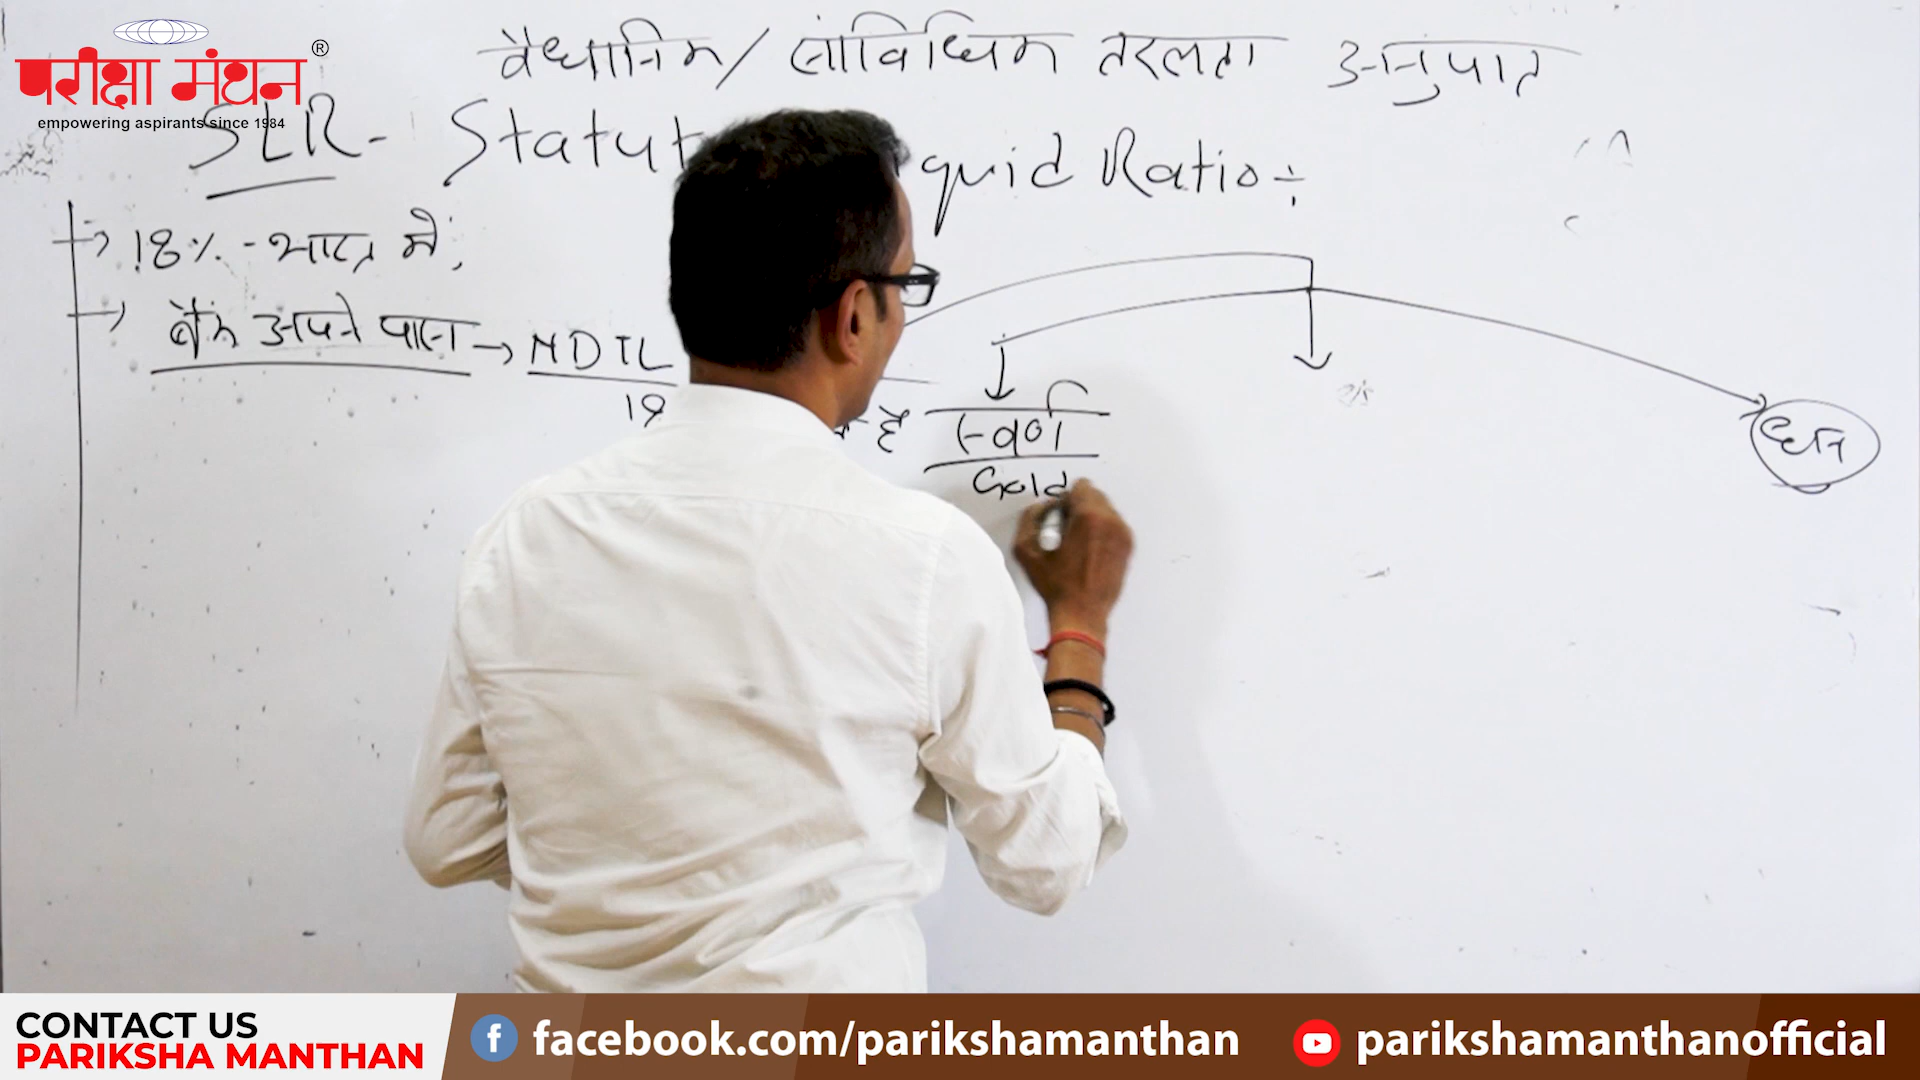 परीक्षा मंथन ®
empowering aspirants since 1984
वैधानिक / सांविधिक तरलता अनुपात
SLR - Statut quid Ratio ÷
→ 18% - भारत में,
→ बैंक अपने पास → NDTL
18 है
स्वर्ण
Gold
धन
CONTACT US
PARIKSHA MANTHAN
facebook.com/parikshamanthan
parikshamanthanofficial